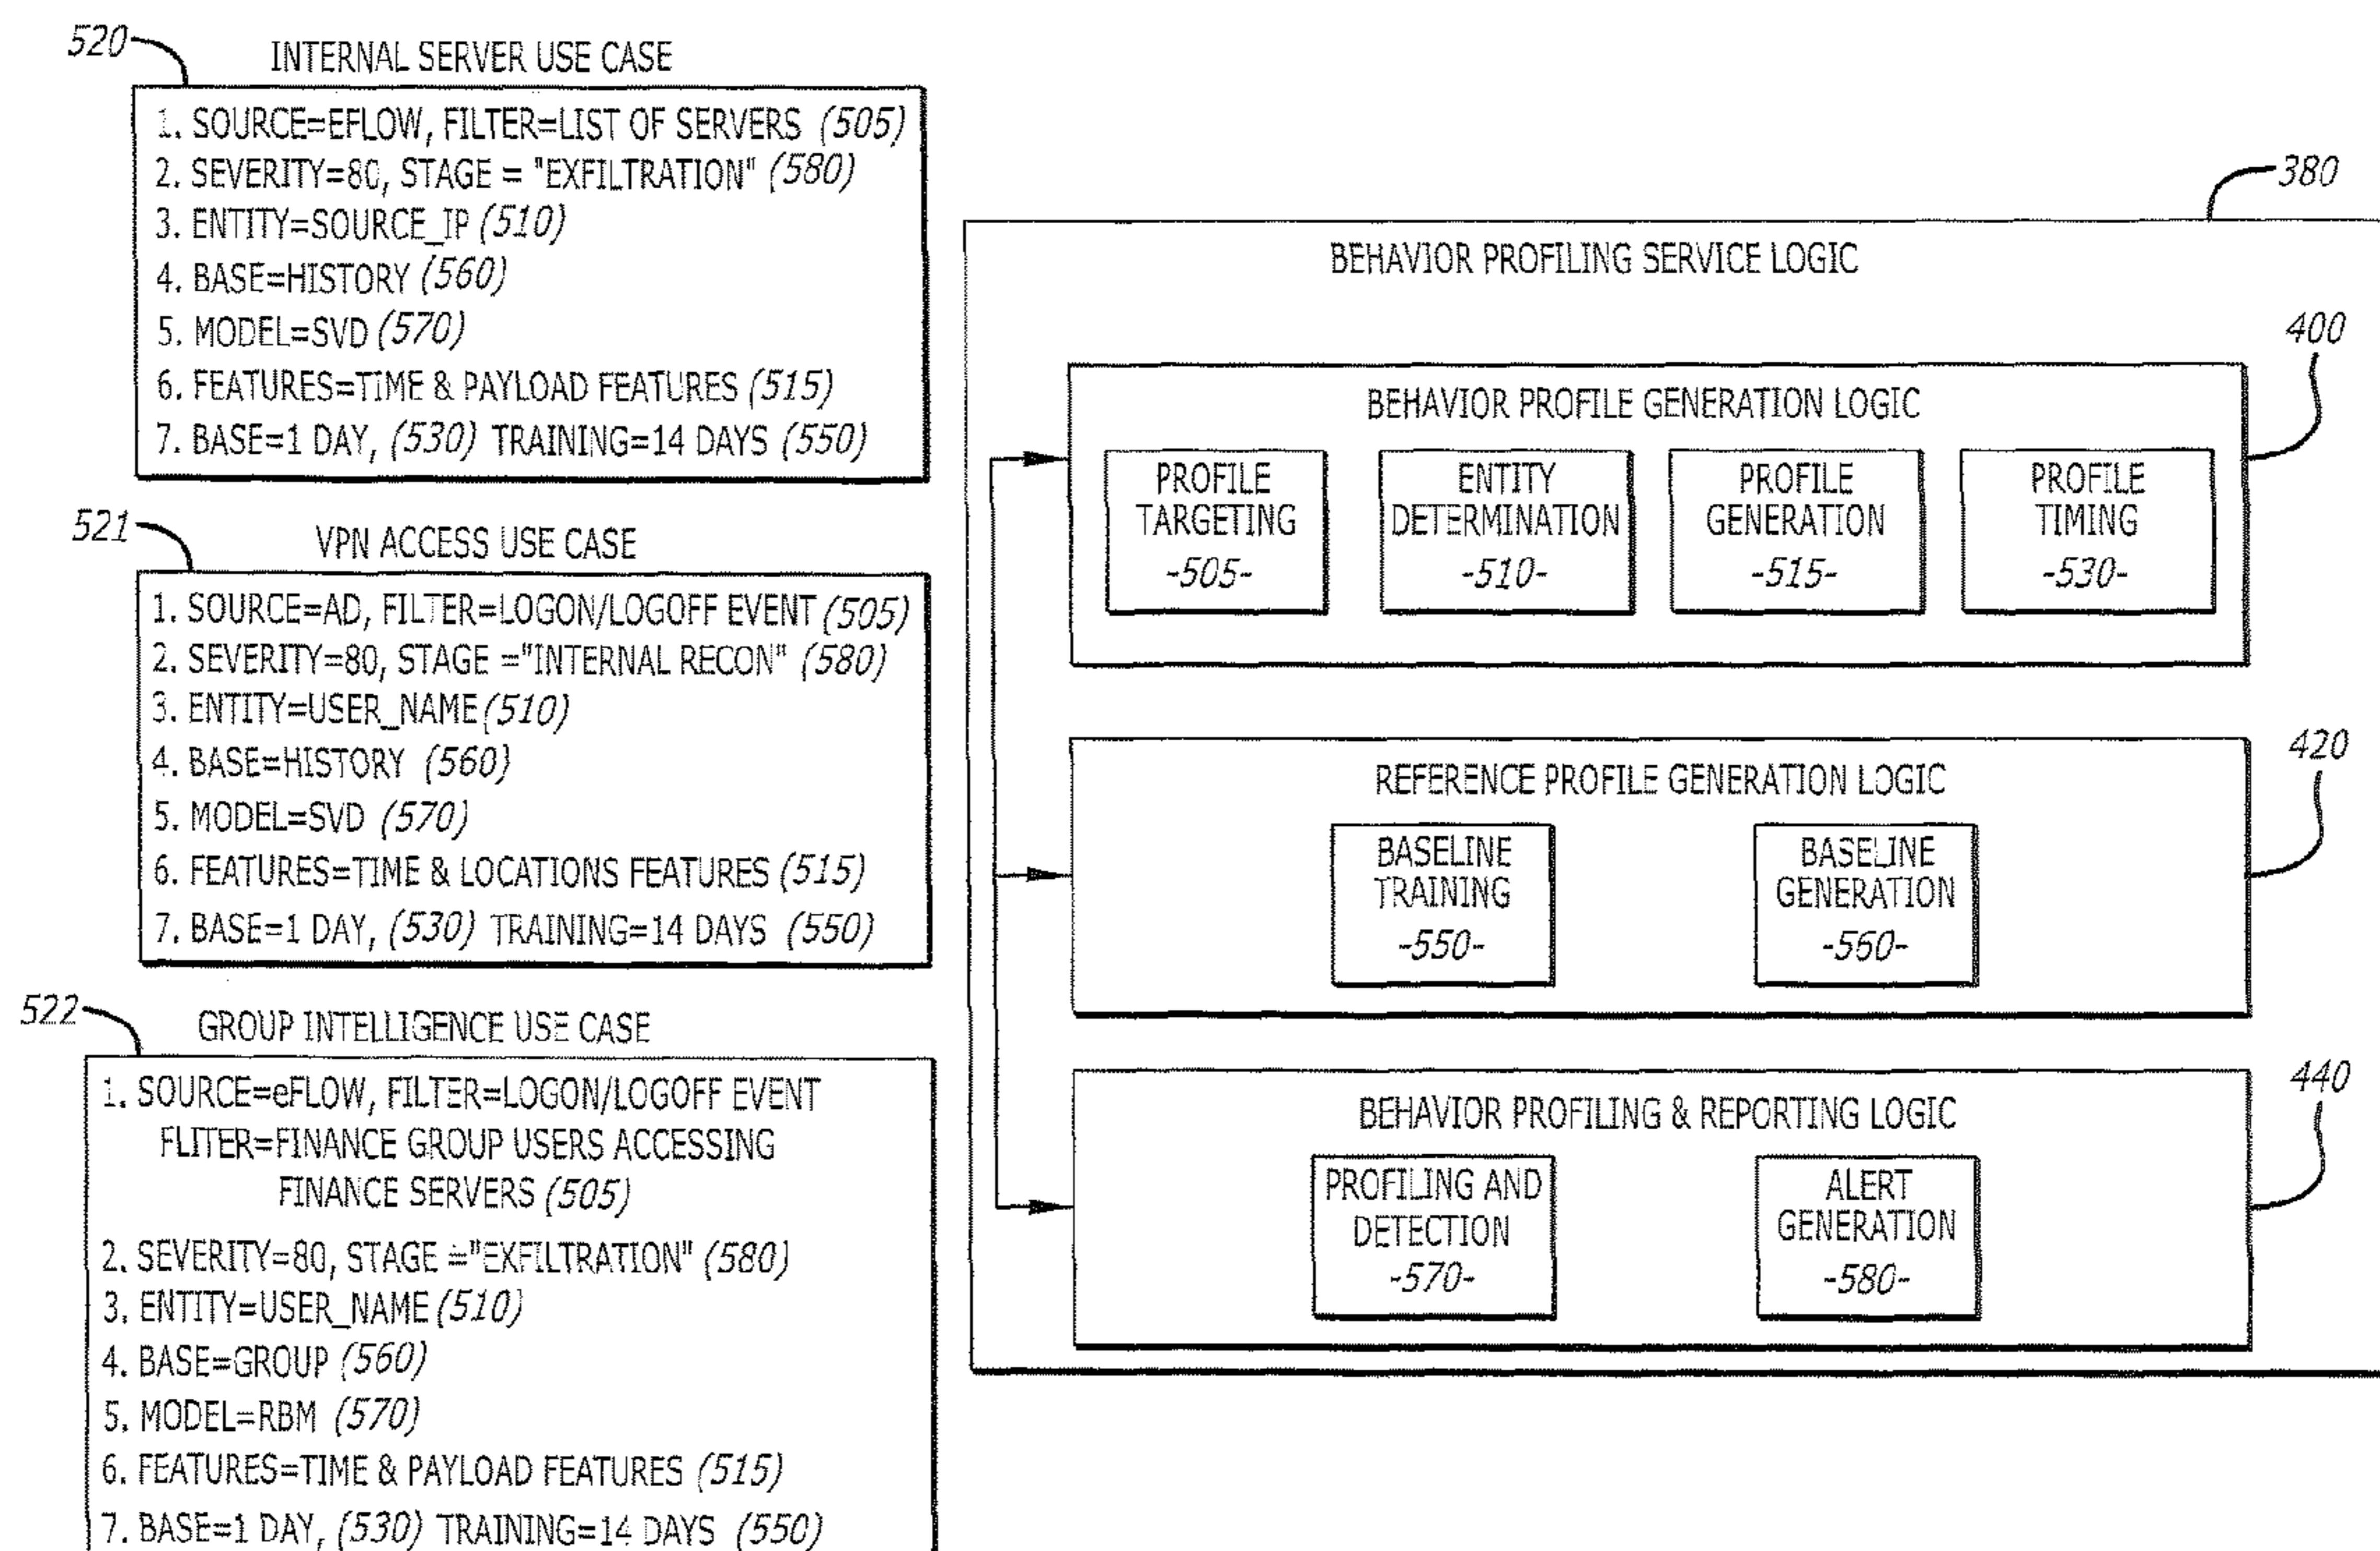 520
INTERNAL SERVER USE CASE
1. SOURCE=EFLOW, FILTER=LIST OF SERVERS (505)
2. SEVERITY=80, STAGE = "EXFILTRATION" (580)
3. ENTITY=SOURCE_IP (510)
4. BASE=HISTORY (560)
5. MODEL=SVD (570)
6. FEATURES=TIME & PAYLOAD FEATURES (515)
7. BASE=1 DAY, (530) TRAINING=14 DAYS (550)
521
VPN ACCESS USE CASE
1. SOURCE=AD, FILTER=LOGON/LOGOFF EVENT (505)
2. SEVERITY=80, STAGE ="INTERNAL RECON" (580)
3. ENTITY=USER_NAME (510)
4. BASE=HISTORY (560)
5. MODEL=SVD (570)
6. FEATURES=TIME & LOCATIONS FEATURES (515)
7. BASE=1 DAY, (530) TRAINING=14 DAYS (550)
522
GROUP INTELLIGENCE USE CASE
1. SOURCE=eFLOW, FILTER=LOGON/LOGOFF EVENT
FLITER=FINANCE GROUP USERS ACCESSING
FINANCE SERVERS (505)
2. SEVERITY=80, STAGE ="EXFILTRATION" (580)
3. ENTITY=USER_NAME (510)
4. BASE=GROUP (560)
5. MODEL=RBM (570)
6. FEATURES=TIME & PAYLOAD FEATURES (515)
7. BASE=1 DAY, (530) TRAINING=14 DAYS (550)
380
BEHAVIOR PROFILING SERVICE LOGIC
400
BEHAVIOR PROFILE GENERATION LOGIC
PROFILE
TARGETING
-505-
ENTITY
DETERMINATION
-510-
PROFILE
GENERATION
-515-
PROFILE
TIMING
-530-
420
REFERENCE PROFILE GENERATION LOGIC
BASELINE
TRAINING
-550-
BASELINE
GENERATION
-560-
440
BEHAVIOR PROFILING & REPORTING LOGIC
PROFILING AND
DETECTION
-570-
ALERT
GENERATION
-580-